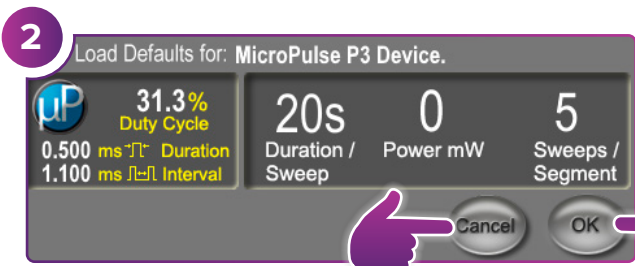 2
Load Defaults for: MicroPulse P3 Device.
µP
31.3%
Duty Cycle
0.500 ms Duration
1.100 ms Interval
20s
Duration /
Sweep
0
Power mW
5
Sweeps /
Segment
Cancel
OK